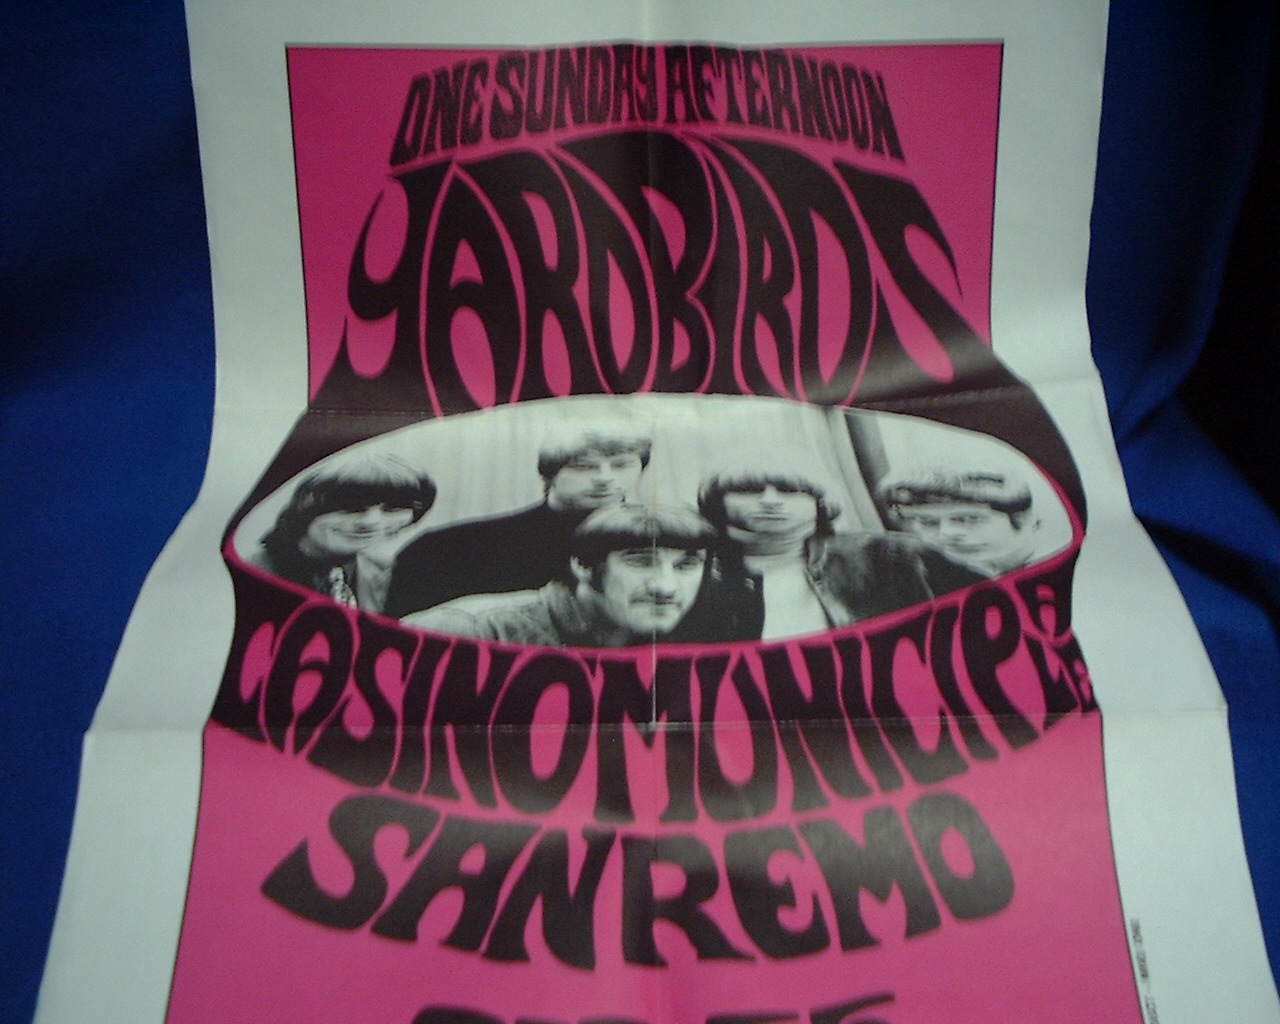 ONE SUNDAY AFTERNOON
YARDBIRDS
CASINO MUNICIPALE
SANREMO